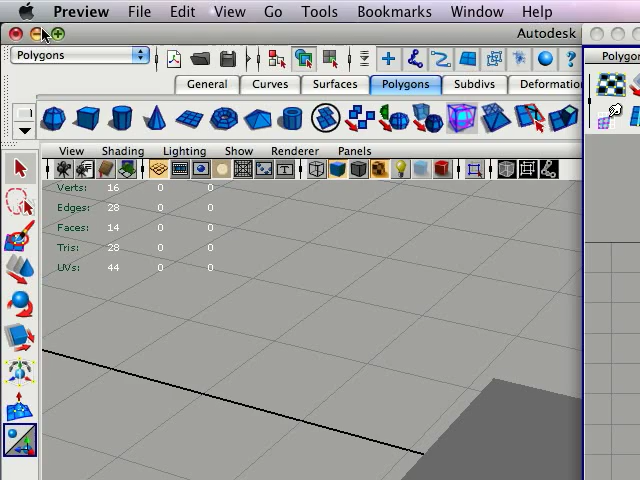 Preview File Edit View Go Tools Bookmarks Window Help
Autodesk
Polygons
Polygon
General Curves Surfaces Polygons Subdivs Deformation
View Shading Lighting Show Renderer Panels
Verts: 16 0 0
Edges: 28 0 0
Faces: 14 0 0
Tris: 28 0 0
UVs: 44 0 0